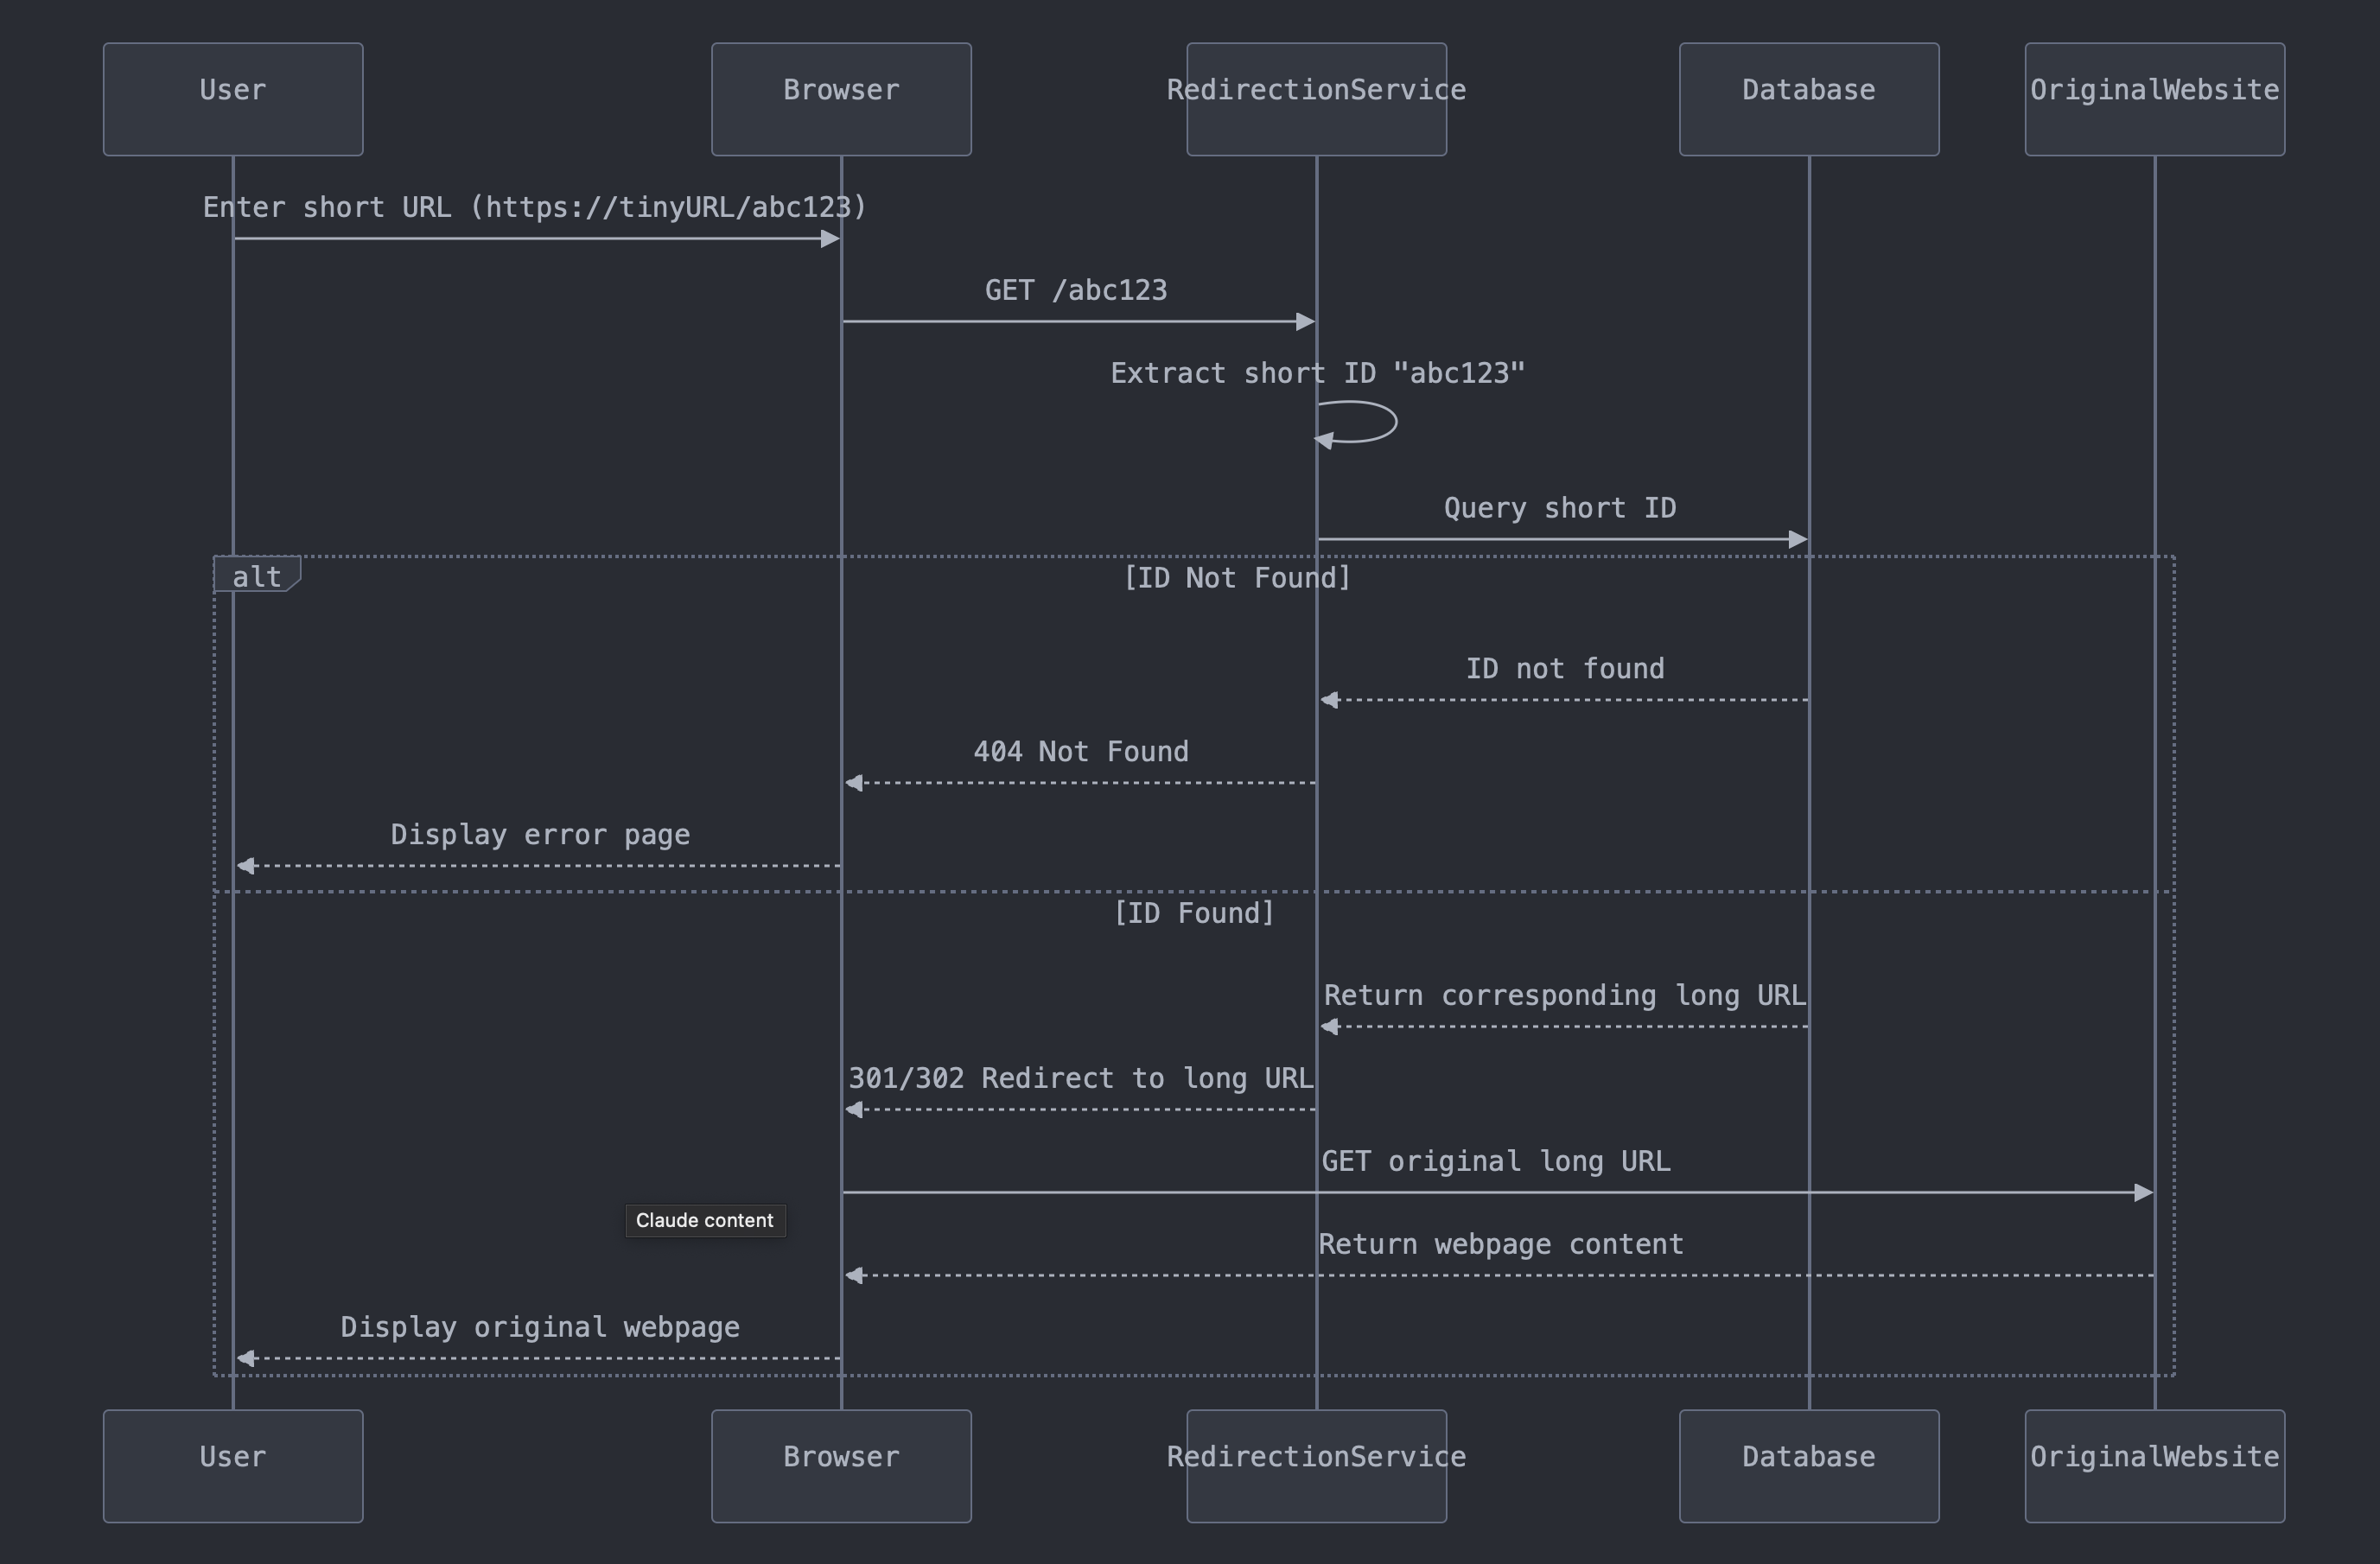 User
Browser
RedirectionService
Database
OriginalWebsite
Enter short URL (https://tinyURL/abc123)
GET /abc123
Extract short ID "abc123"
Query short ID
alt
[ID Not Found]
ID not found
404 Not Found
Display error page
[ID Found]
Return corresponding long URL
301/302 Redirect to long URL
GET original long URL
Claude content
Return webpage content
Display original webpage
User
Browser
RedirectionService
Database
OriginalWebsite